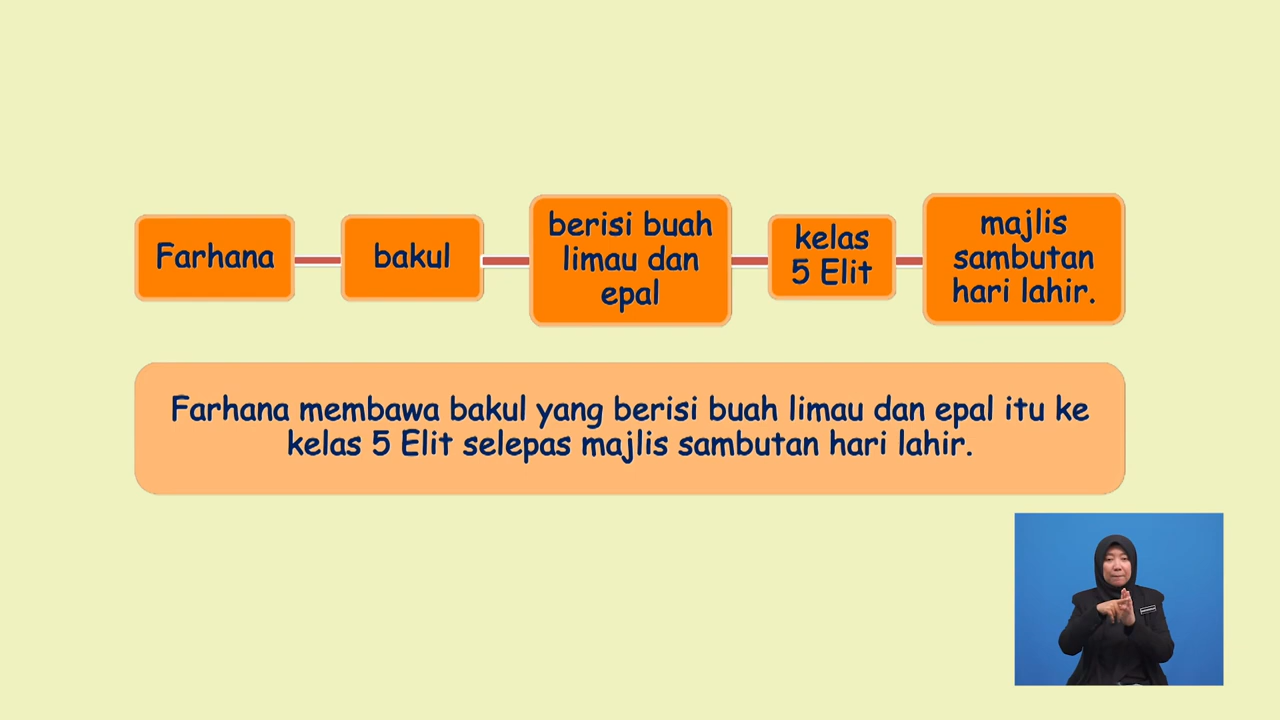 Farhana
bakul
berisi buah
limau dan
epal
kelas
5 Elit
majlis
sambutan
hari lahir.
Farhana membawa bakul yang berisi buah limau dan epal itu ke
kelas 5 Elit selepas majlis sambutan hari lahir.